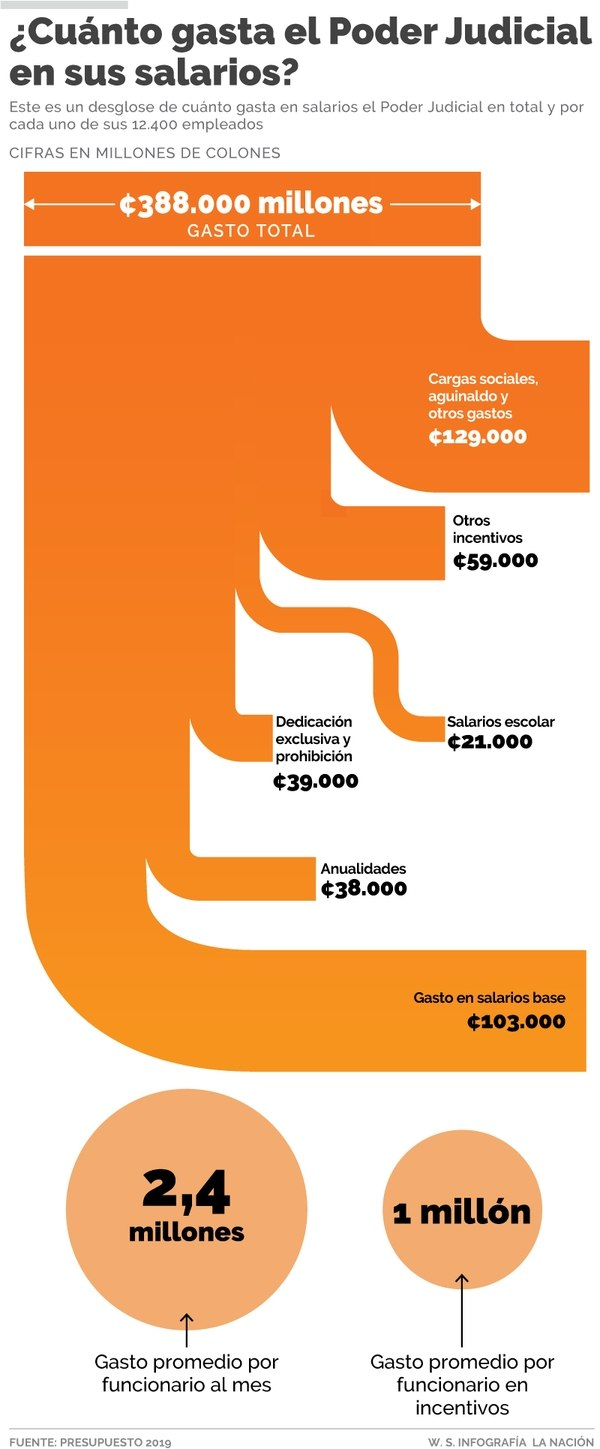 ¿Cuánto gasta el Poder Judicial
en sus salarios?
Este es un desglose de cuánto gasta en salarios el Poder Judicial en total y por
cada uno de sus 12.400 empleados
CIFRAS EN MILLONES DE COLONES
¢388.000 millones
GASTO TOTAL
Cargas sociales,
aguinaldo y
otros gastos
¢129.000
Otros
incentivos
¢59.000
Salarios escolar
¢21.000
Dedicación
exclusiva y
prohibición
¢39.000
Anualidades
¢38.000
Gasto en salarios base
¢103.000
2,4
millones
Gasto promedio por
funcionario al mes
1 millón
Gasto promedio por
funcionario en
incentivos
FUENTE: PRESUPUESTO 2019
W. S. INFOGRAFÍA LA NACIÓN